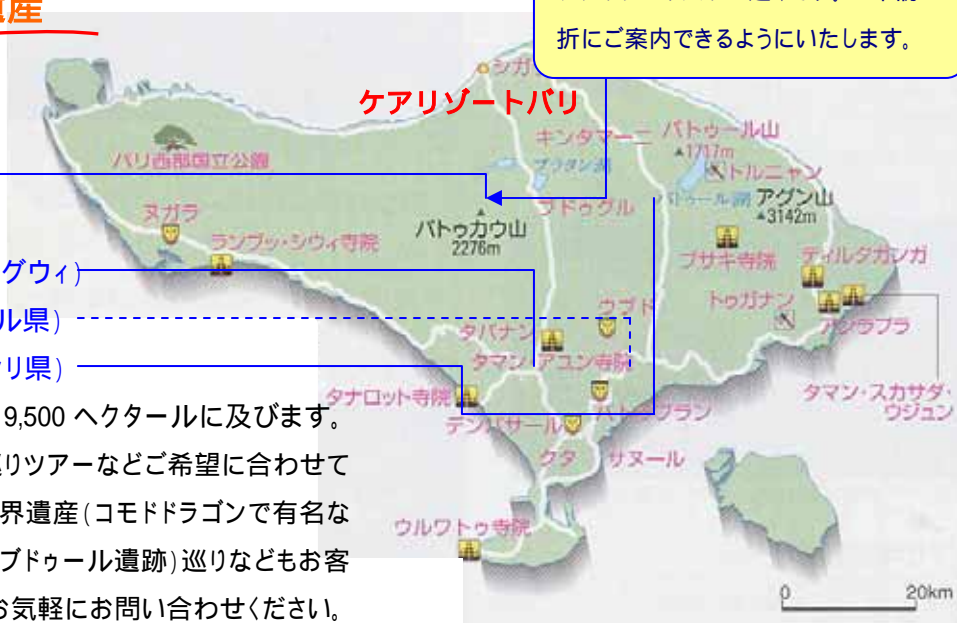 遺産
折にご案内できるようにいたします。
シガ
ケアリゾートバリ
キンタマーニ
バトゥール山
▲1717m
ブラタン湖
トルニャン
バリ西部国立公園
バトゥール湖
アグン山
▲3142m
ブドゥグル
ヌガラ
バトゥカウ山
2276m
ランブッ・シウィ寺院
ブサキ寺院
ティルタガンガ
グウィ)
トゥガナン
ウブド
ル県)
タバナン
アンラプラ
タマン・アユン寺院
リ県)
タマン・スカサダ・
ウジュン
タナロット寺院
9,500 ヘクタールに及びます。
デンパサール
巡りツアーなどご希望に合わせて
クタ
サヌール
界遺産(コモドドラゴンで有名な
ウルワトゥ寺院
ブドゥール遺跡)巡りなどもお客
お気軽にお問い合わせください。
0
20km